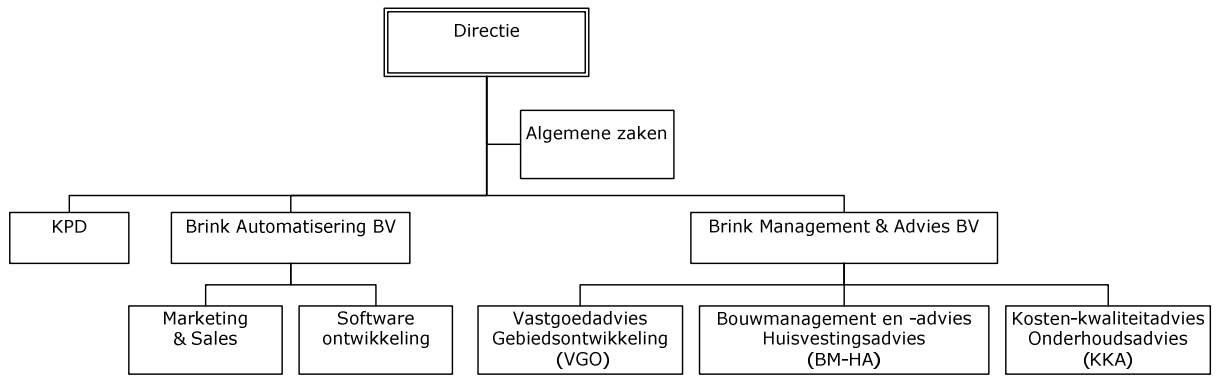 Directie
Algemene zaken
KPD
Brink Automatisering BV
Brink Management & Advies BV
Marketing
& Sales
Software
ontwikkeling
Vastgoedadvies
Gebiedsontwikkeling
(VGO)
Bouwmanagement en -advies
Huisvestingsadvies
(BM-HA)
Kosten-kwaliteitadvies
Onderhoudsadvies
(KKA)